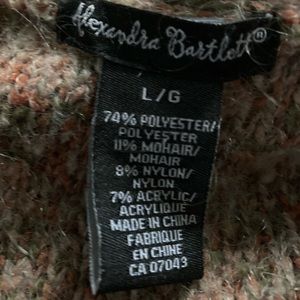 Alexandra Bartlett®
L/G
74% POLYESTER/
POLYESTER
11% MOHAIR/
MOHAIR
8% NYLON/
NYLON
7% ACRYLIC/
ACRYLIQUE
MADE IN CHINA
FABRIQUE
EN CHINE
CA 07043